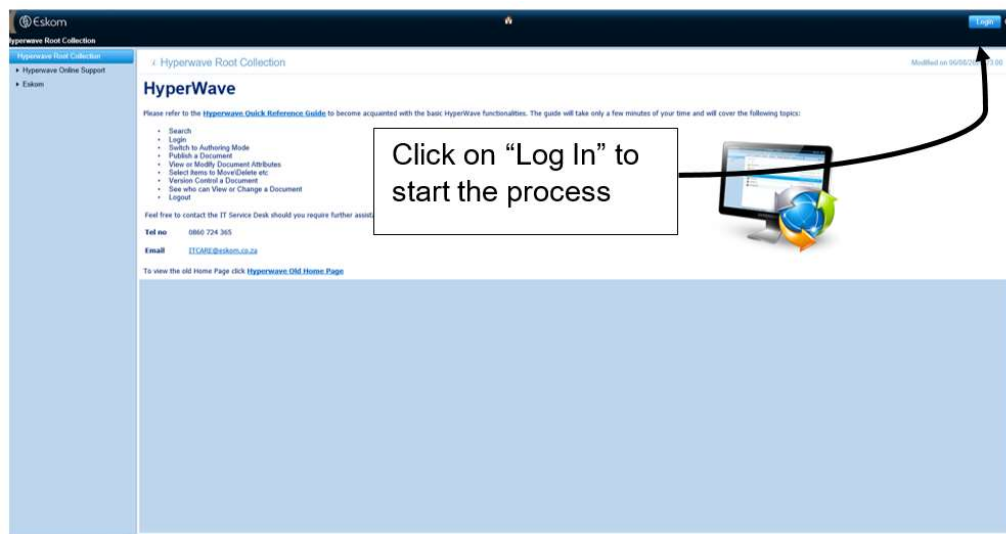 Eskom
Login
Hyperwave Root Collection
Hyperwave Root Collection
Hyperwave Online Support
Eskom
Hyperwave Root Collection
Modified on
HyperWave
Please refer to the Hyperwave Quick Reference Guide to become acquainted with the basic HyperWave functionalities. The guide will take only a few minutes of your time and will cover the following topics:
Search
Login
Switch to Authoring Mode
Publish a Document
View or Modify Document Attributes
Select Items to Move\Delete etc
Version Control a Document
See who can View or Change a Document
Logout
Click on “Log In” to
start the process
Feel free to contact the IT Service Desk should you require further
Tel no 0860 724 365
Email ITCARE@eskom.co.za
To view the old Home Page click Hyperwave Old Home Page